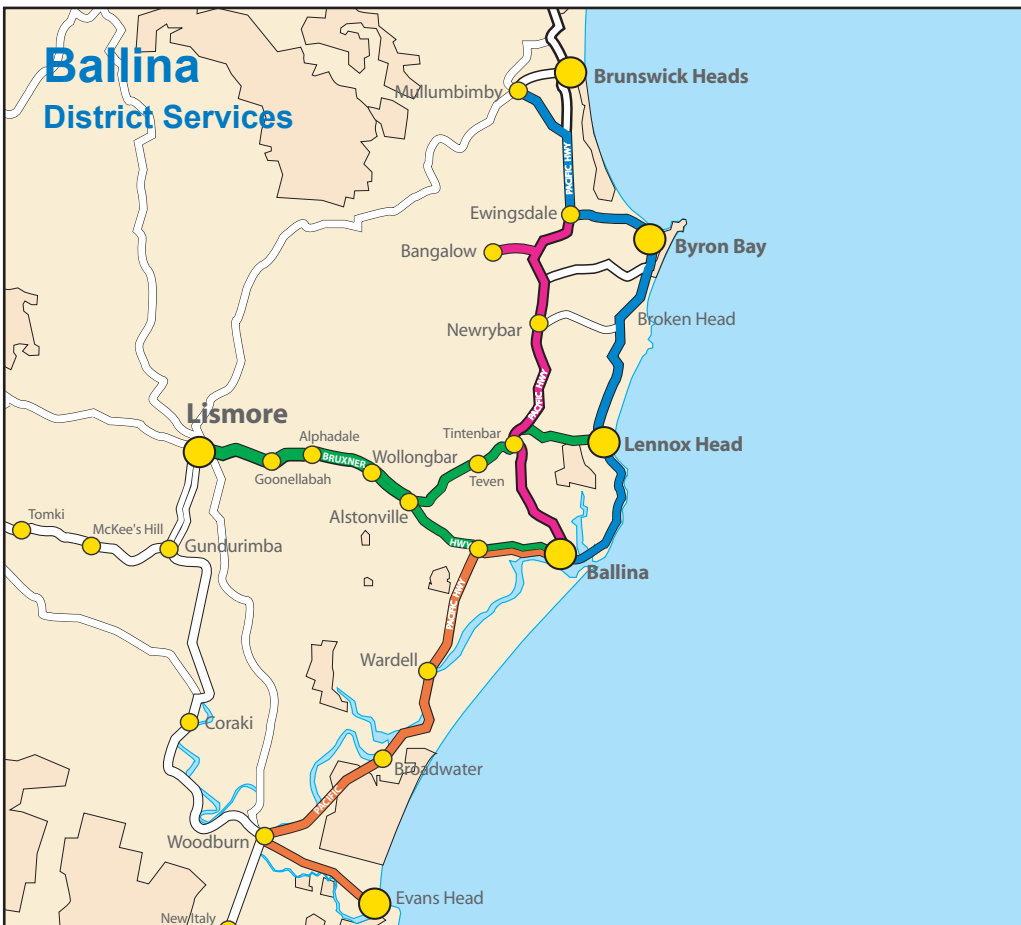 Ballina
District Services
Brunswick Heads
Mullumbimby
PACIFIC HWY
Ewingsdale
Byron Bay
Bangalow
Broken Head
Newrybar
PACIFIC HWY
Lismore
Alphadale
Tintenbar
Lennox Head
BRUXNER
Wollongbar
Goonellabah
Teven
Alstonville
Tomki
McKee's Hill
Gundurimba
HWY
Ballina
PACIFIC HWY
Wardell
Coraki
Broadwater
PACIFIC
Woodburn
Evans Head
New Italy